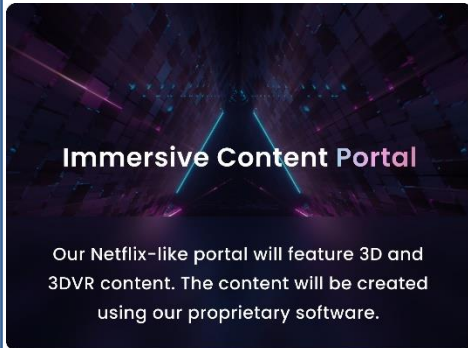 Immersive Content Portal
Our Netflix-like portal will feature 3D and
3DVR content. The content will be created
using our proprietary software.